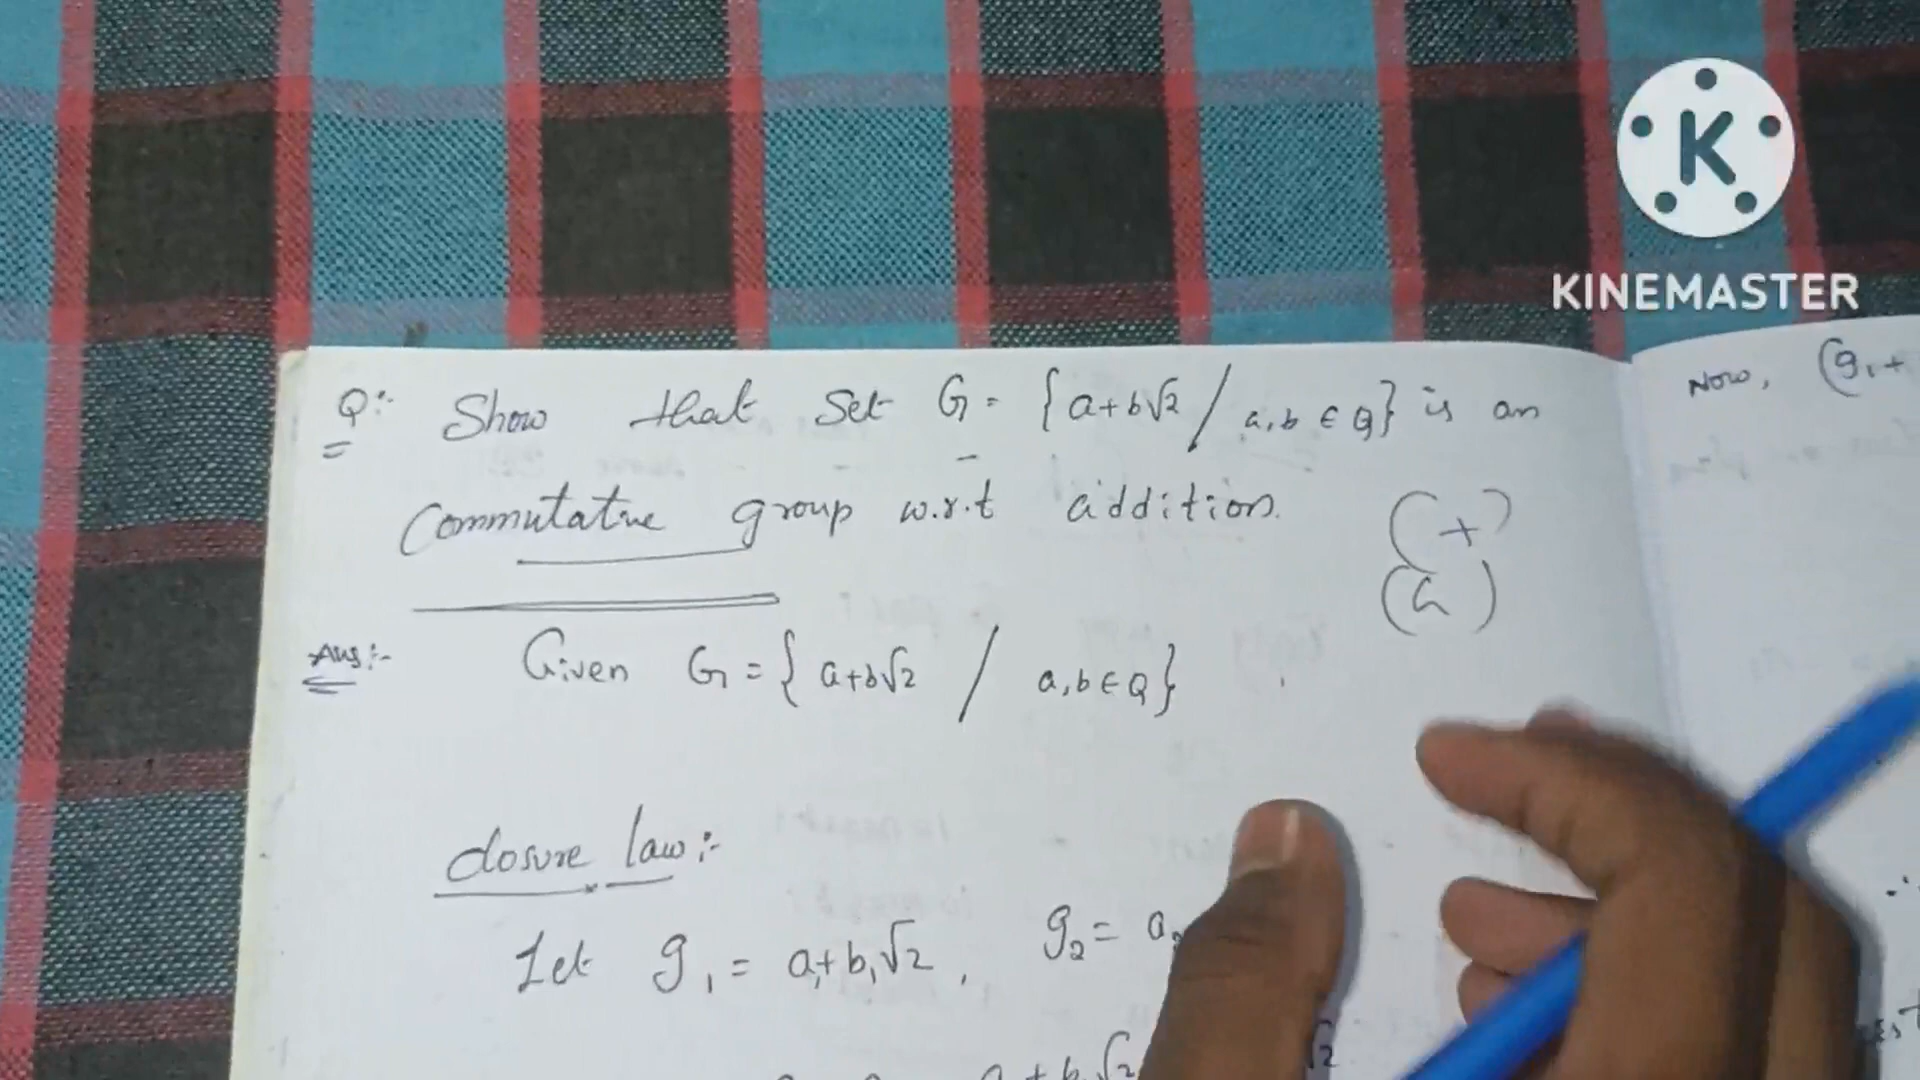 K
KINEMASTER
Q:- Show that Set G = {a+b√2 / a,b ∈ Q} is an
Commutative group w.r.t addition.
(+)
(a)
Ans:- Given G = {a+b√2 / a,b ∈ Q}
closure law:-
Let g₁ = a₁+b₁√2, g₂ = a₂
Now, (g₁+